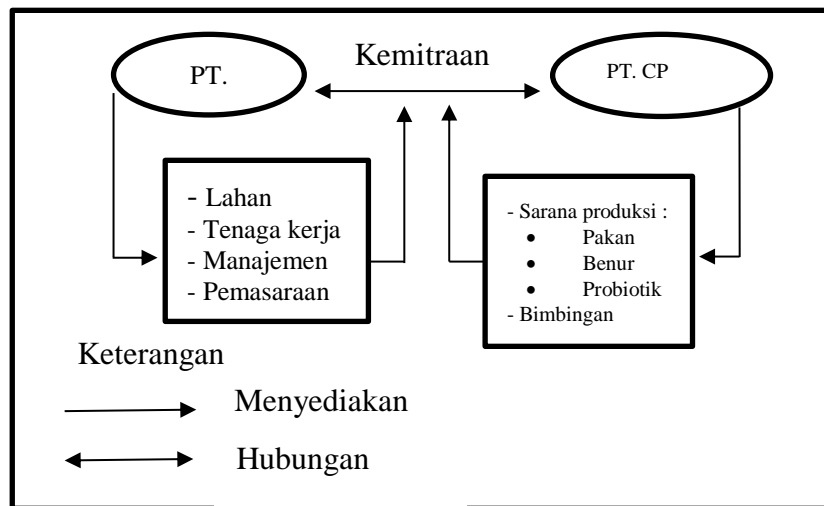 Kemitraan
PT.
PT. CP
- Lahan
- Tenaga kerja
- Manajemen
- Pemasaraan
- Sarana produksi :
• Pakan
• Benur
• Probiotik
- Bimbingan
Keterangan
Menyediakan
Hubungan